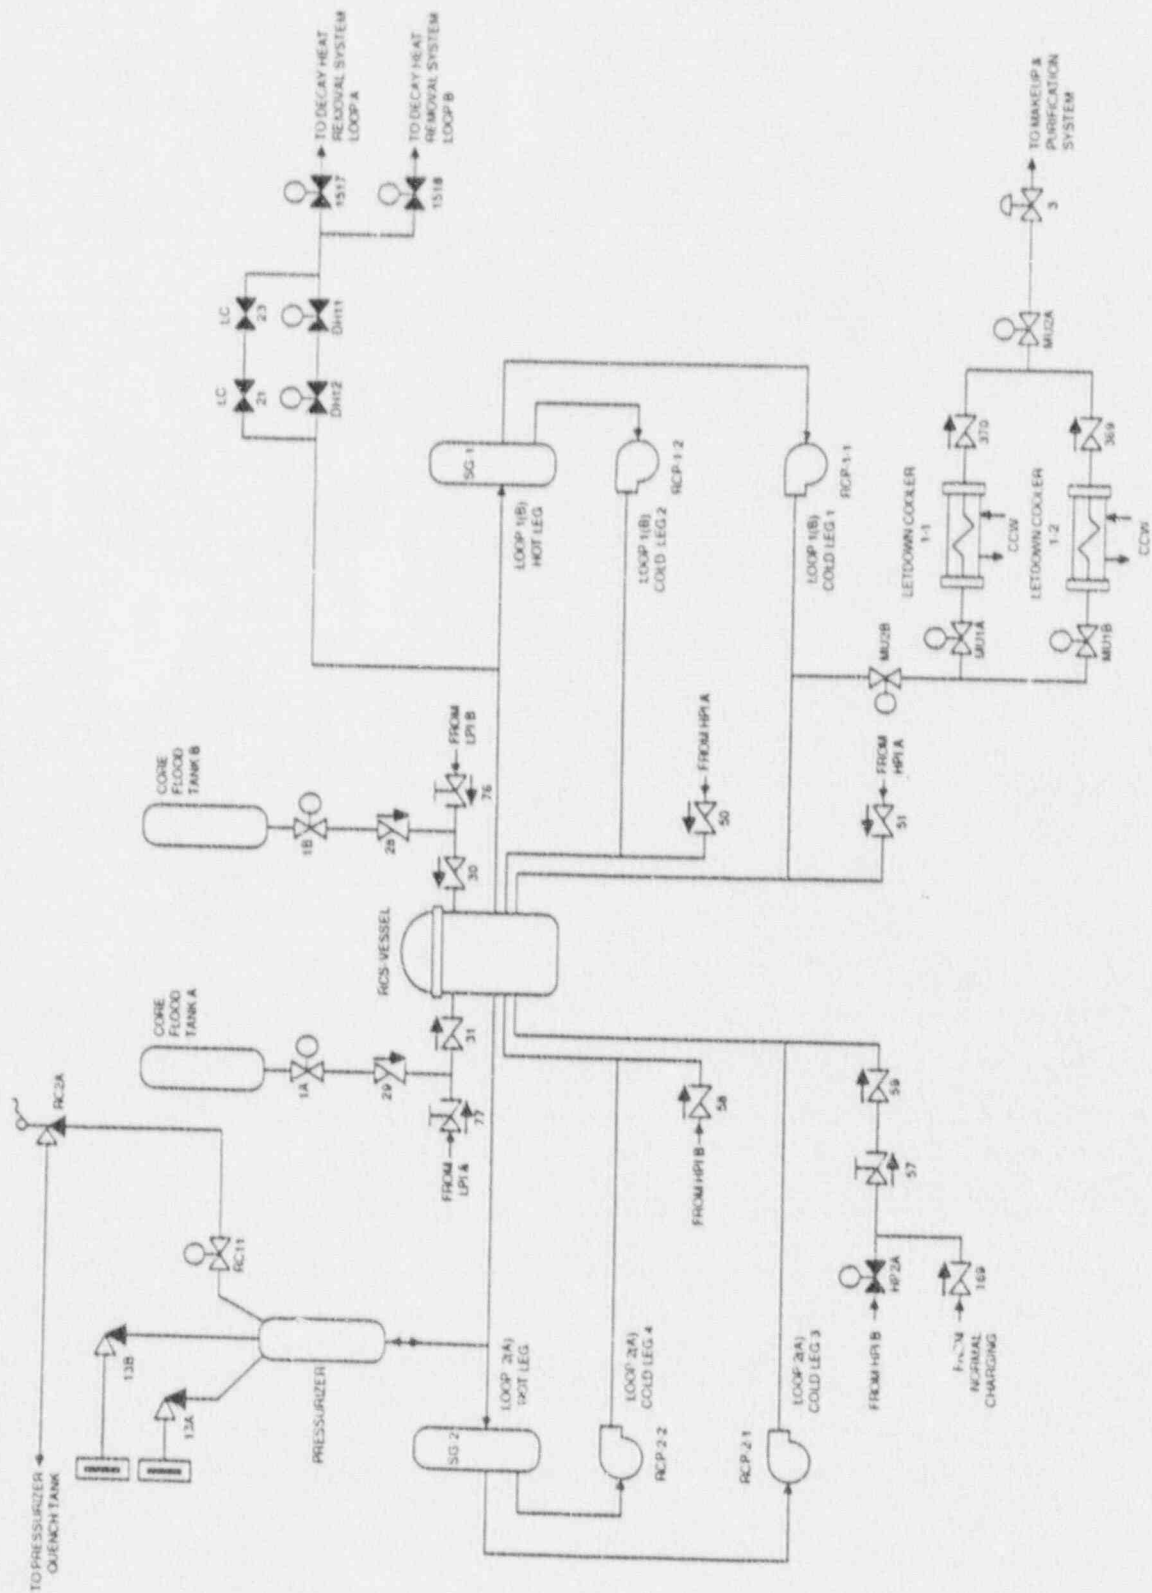 TO PRESSURIZER
QUENCH TANK
13A
13B
PRESSURIZER
RC11
RC2A
CORE
FLOOD
TANK A
1A
29
77
FROM
LPI A
31
RCS-VESSEL
CORE
FLOOD
TANK B
1B
28
30
76
FROM
LPI B
LC
21
LC
23
DH12
DH11
1517
TO DECAY HEAT
REMOVAL SYSTEM
LOOP A
1518
TO DECAY HEAT
REMOVAL SYSTEM
LOOP B
SG-2
LOOP 2(A)
HOT LEG
RCP-2-2
LOOP 2(A)
COLD LEG 4
RCP-2-1
LOOP 2(A)
COLD LEG 3
FROM HPI B
58
59
57
FROM HPI B
HP2A
169
FROM
NORMAL
CHARGING
SG-1
LOOP 1(B)
HOT LEG
RCP-1-2
LOOP 1(B)
COLD LEG 2
RCP-1-1
LOOP 1(B)
COLD LEG 1
FROM HPI A
50
FROM
HPI A
51
MU2B
MU1A
MU1B
LETDOWN COOLER
1-1
CCW
370
LETDOWN COOLER
1-2
CCW
369
MU2A
3
TO MAKEUP &
PURIFICATION
SYSTEM